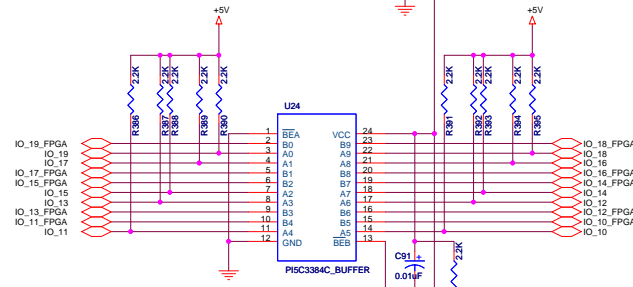 +5V
+5V
2.2K
2.2K
2.2K
2.2K
2.2K
2.2K
2.2K
2.2K
2.2K
2.2K
R386
R387
R388
R389
R390
R391
R392
R393
R394
R395
U24
1 BEA VCC 24
IO_19_FPGA 2 B0 B9 23 IO_18_FPGA
IO_19 3 A0 A9 22 IO_18
IO_17 4 A1 A8 21 IO_16
IO_17_FPGA 5 B1 B8 20 IO_16_FPGA
IO_15_FPGA 6 B2 B7 19 IO_14_FPGA
IO_15 7 A2 A7 18 IO_14
IO_13 8 A3 A6 17 IO_12
IO_13_FPGA 9 B3 B6 16 IO_12_FPGA
IO_11_FPGA 10 B4 B5 15 IO_10_FPGA
IO_11 11 A4 A5 14 IO_10
12 GND BEB 13
PI5C3384C_BUFFER
C91 +
0.01uF
2.2K